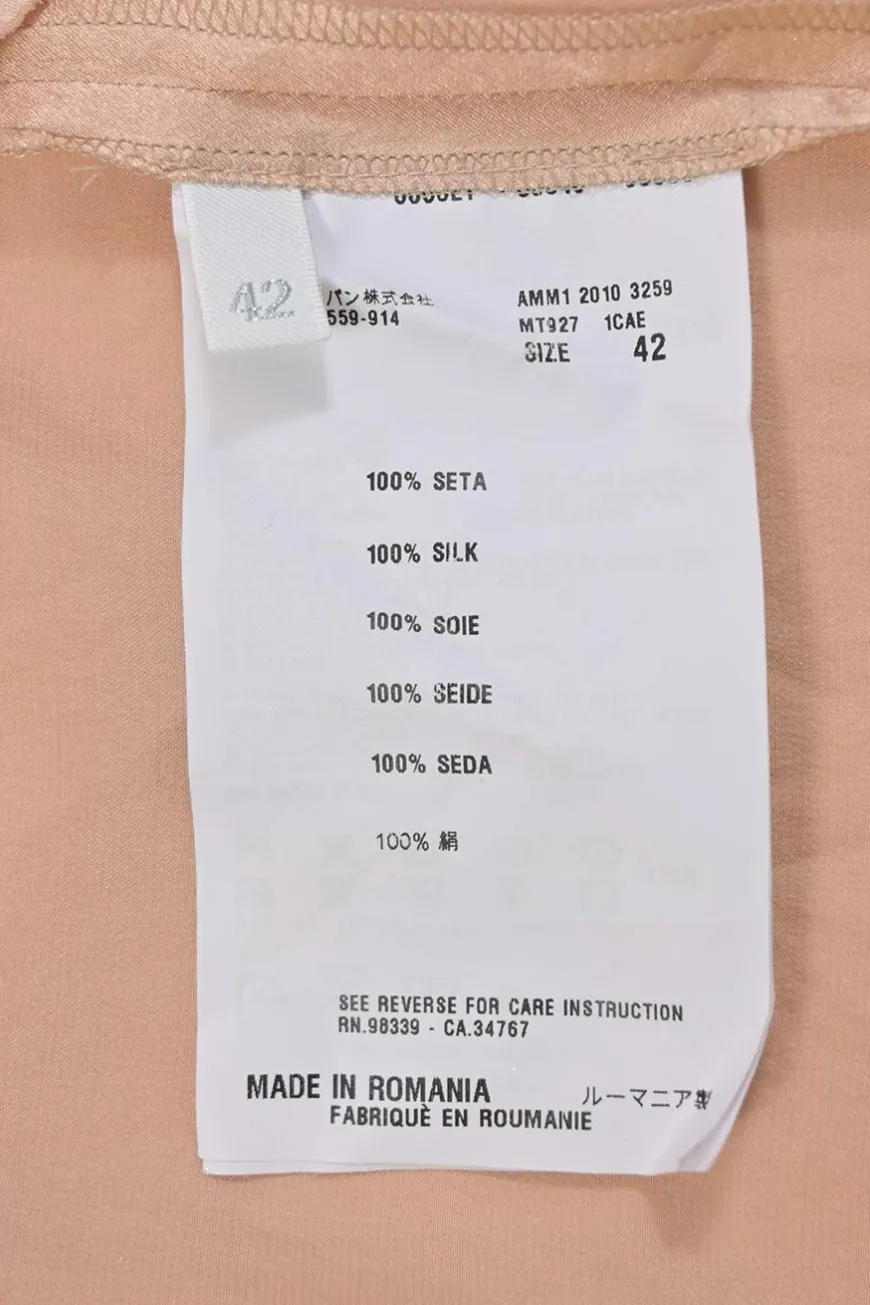 42
パン株式会社
559-914
AMM1 2010 3259
MT927 1CAE
SIZE 42
100% SETA
100% SILK
100% SOIE
100% SEIDE
100% SEDA
100% 絹
SEE REVERSE FOR CARE INSTRUCTION
RN.98339 - CA.34767
MADE IN ROMANIA ルーマニア製
FABRIQUÈ EN ROUMANIE